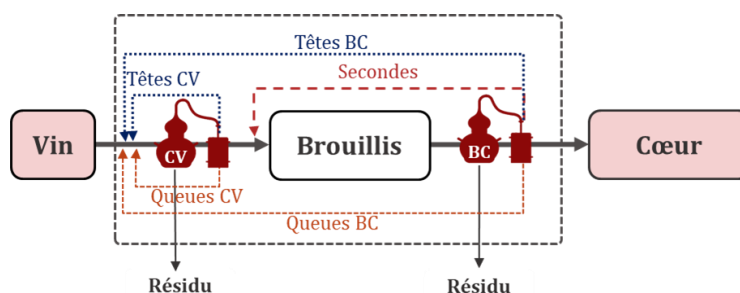 Têtes BC
Têtes CV
Secondes
Vin
CV
Brouillis
BC
Cœur
Queues CV
Queues BC
Résidu
Résidu